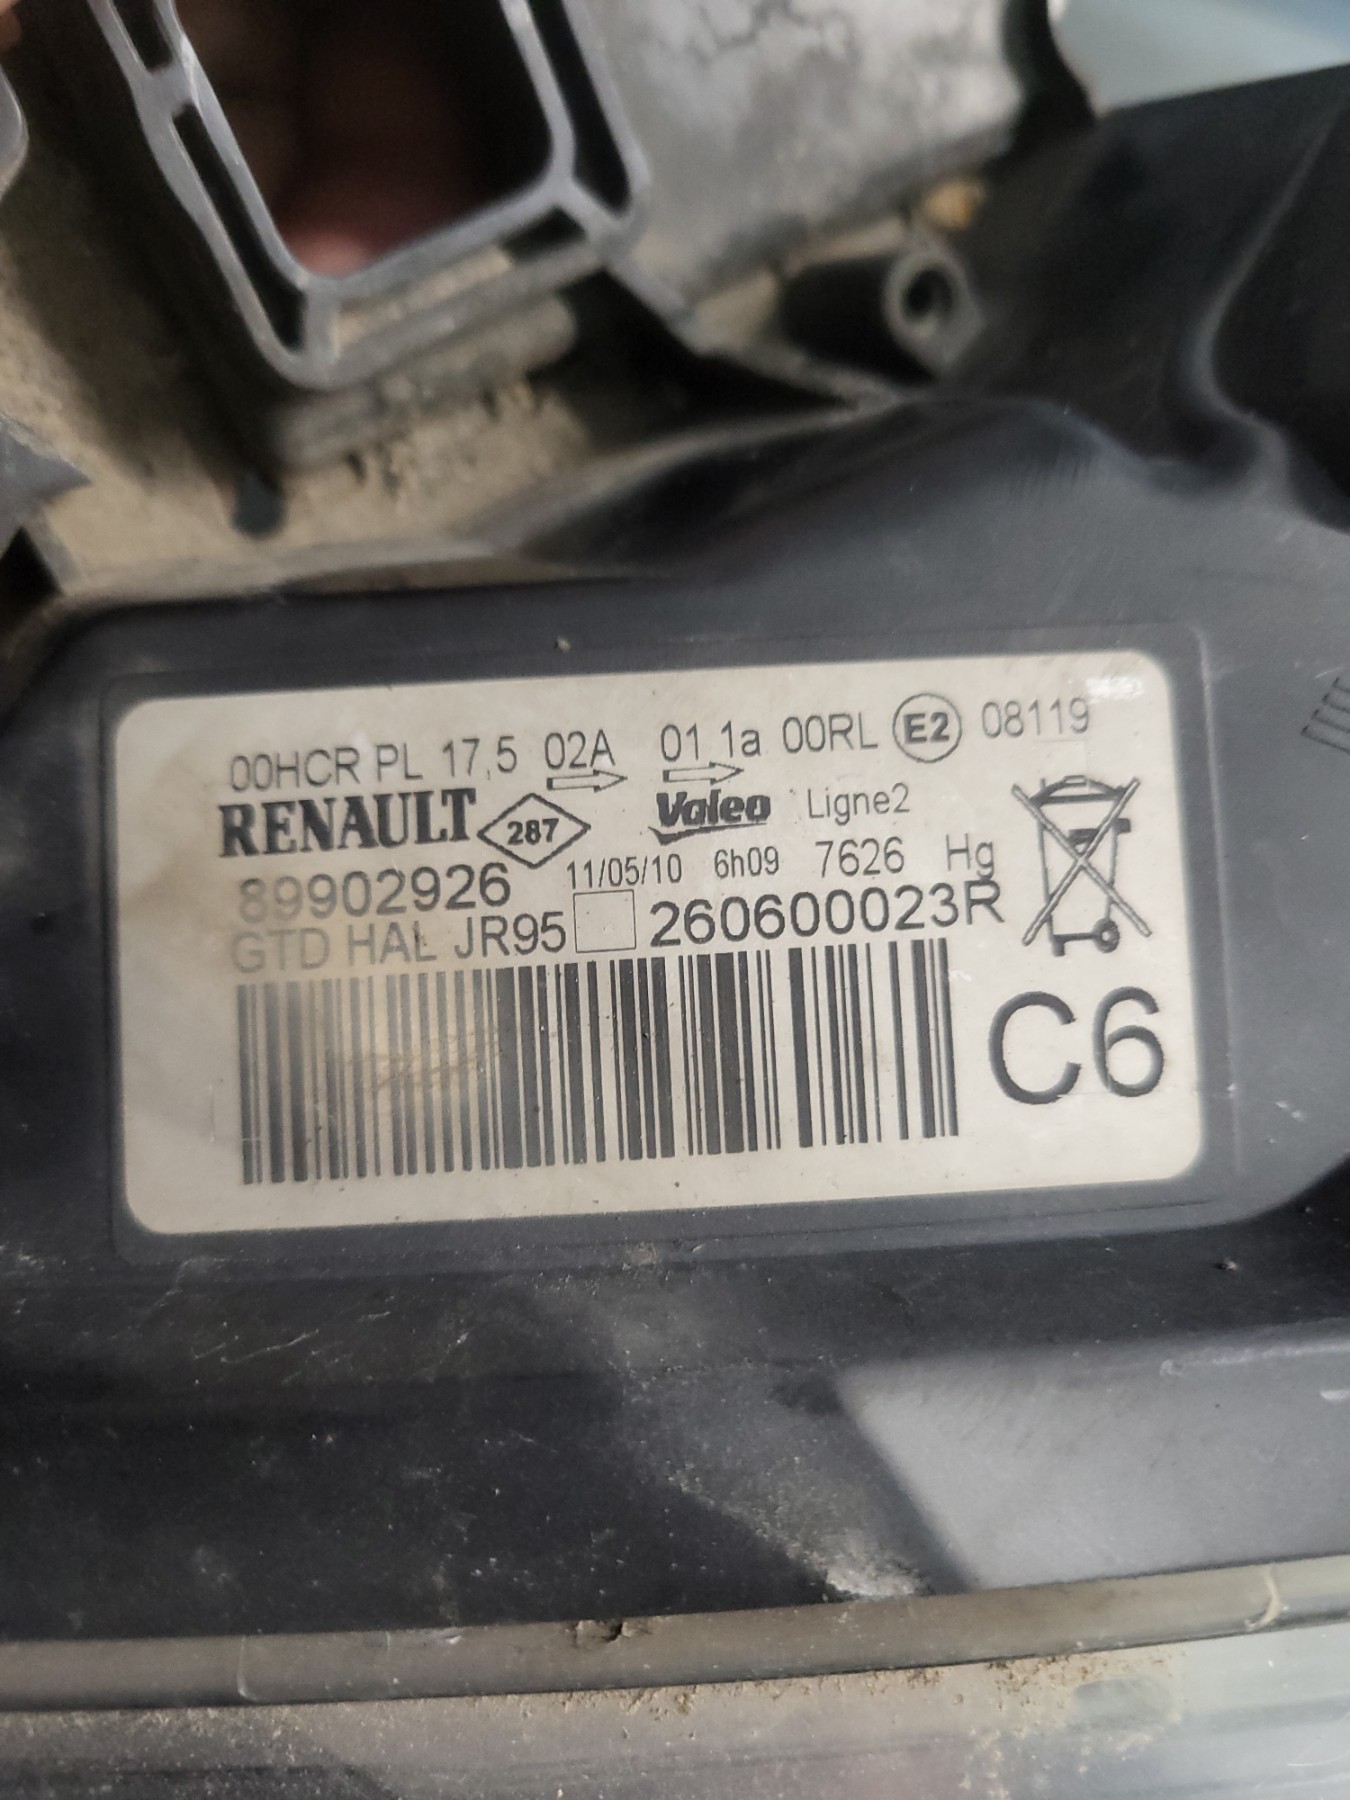 00HCR PL 17,5 02A 01 1a 00RL E2 08119
RENAULT 287 Valeo Ligne2
89902926 11/05/10 6h09 7626 Hg
GTD HAL JR95 260600023R
C6